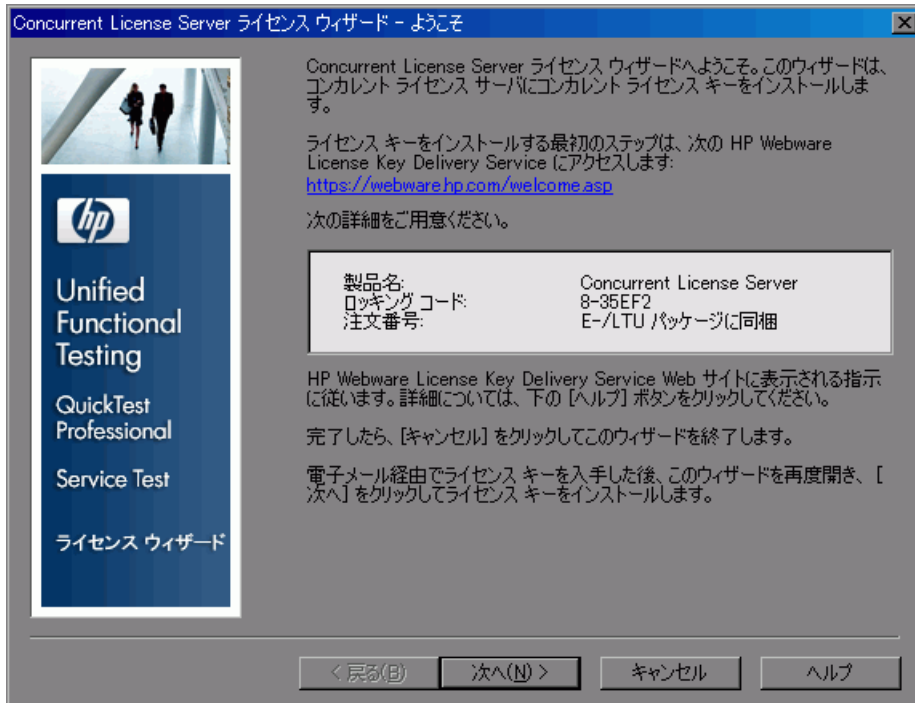 Concurrent License Server ライセンス ウィザード - ようこそ
hp
Unified
Functional
Testing
QuickTest
Professional
Service Test
ライセンス ウィザード
Concurrent License Server ライセンス ウィザードへようこそ。このウィザードは、
コンカレント ライセンス サーバにコンカレント ライセンス キーをインストールしま
す。
ライセンス キーをインストールする最初のステップは、次の HP Webware
License Key Delivery Service にアクセスします:
https://webware.hp.com/welcome.asp
次の詳細をご用意ください。
製品名: Concurrent License Server
ロッキング コード: 8-35EF2
注文番号: E-/LTU パッケージに同梱
HP Webware License Key Delivery Service Web サイトに表示される指示
に従います。詳細については、下の [ヘルプ] ボタンをクリックしてください。
完了したら、[キャンセル] をクリックしてこのウィザードを終了します。
電子メール経由でライセンス キーを入手した後、このウィザードを再度開き、 [
次へ] をクリックしてライセンス キーをインストールします。
< 戻る(B) 次へ(N) > キャンセル ヘルプ